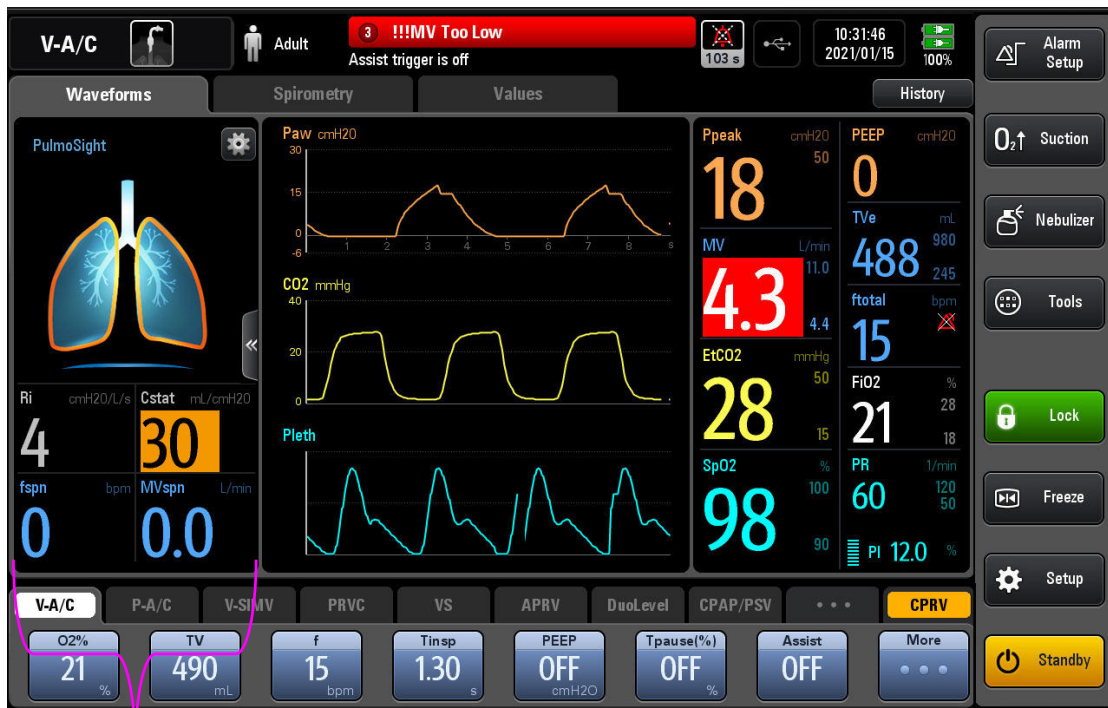 V-A/C Adult 3 !!!MV Too Low 103 s 10:31:46
Assist trigger is off 2021/01/15 100%
Alarm Setup
Waveforms Spirometry Values History
PulmoSight
Paw cmH2O
30
15
0
-6
1 2 3 4 5 6 7 8 s
CO2 mmHg
40
20
0
Pleth
Ri cmH2O/L/s
4
Cstat mL/cmH20
30
fspn bpm
0
MVspn L/min
0.0
Ppeak cmH2O
50
18
PEEP cmH2O
0
MV L/min
11.0
4.3
4.4
TVe mL
980
488
245
ftotal bpm
15
EtCO2 mmHg
50
28
15
FiO2 %
28
21
18
SpO2 %
100
98
90
PR 1/min
120
60
50
PI 12.0 %
O2↑ Suction
Nebulizer
Tools
Lock
Freeze
Setup
Standby
V-A/C P-A/C V-SIMV PRVC VS APRV DuoLevel CPAP/PSV • • • CPRV
O2%
21
%
TV
490
mL
f
15
bpm
Tinsp
1.30
s
PEEP
OFF
cmH2O
Tpause(%)
OFF
%
Assist
OFF
More
• • •